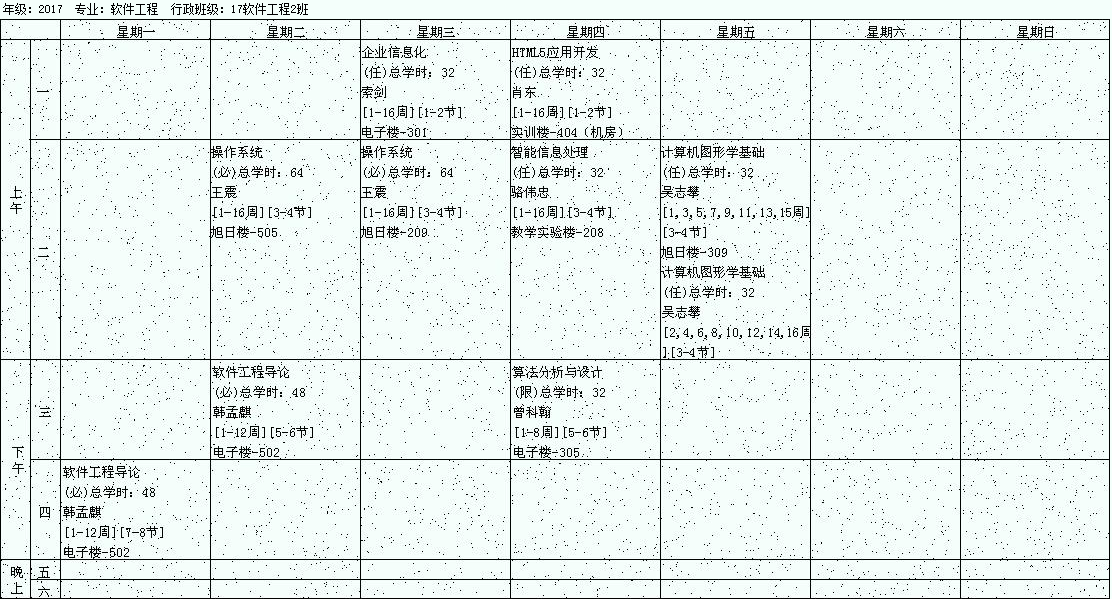 年级：2017 专业：软件工程 行政班级：17软件工程2班
星期一 星期二 星期三 星期四 星期五 星期六 星期日
上午
一
企业信息化
(任)总学时：32
索剑
[1-16周][1-2节]
电子楼-301
HTML5应用开发
(任)总学时：32
肖东
[1-16周][1-2节]
实训楼-404（机房）
二
操作系统
(必)总学时：64
王震
[1-16周][3-4节]
旭日楼-505
操作系统
(必)总学时：64
王震
[1-16周][3-4节]
旭日楼-209
智能信息处理
(任)总学时：32
骆伟忠
[1-16周][3-4节]
教学实验楼-208
计算机图形学基础
(任)总学时：32
吴志攀
[1,3,5,7,9,11,13,15周]
[3-4节]
旭日楼-309
计算机图形学基础
(任)总学时：32
吴志攀
[2,4,6,8,10,12,14,16周
][3-4节]
下午
三
软件工程导论
(必)总学时：48
韩孟麒
[1-12周][5-6节]
电子楼-502
算法分析与设计
(限)总学时：32
曾科翰
[1-8周][5-6节]
电子楼-305
四
软件工程导论
(必)总学时：48
韩孟麒
[1-12周][7-8节]
电子楼-502
晚上
五
六